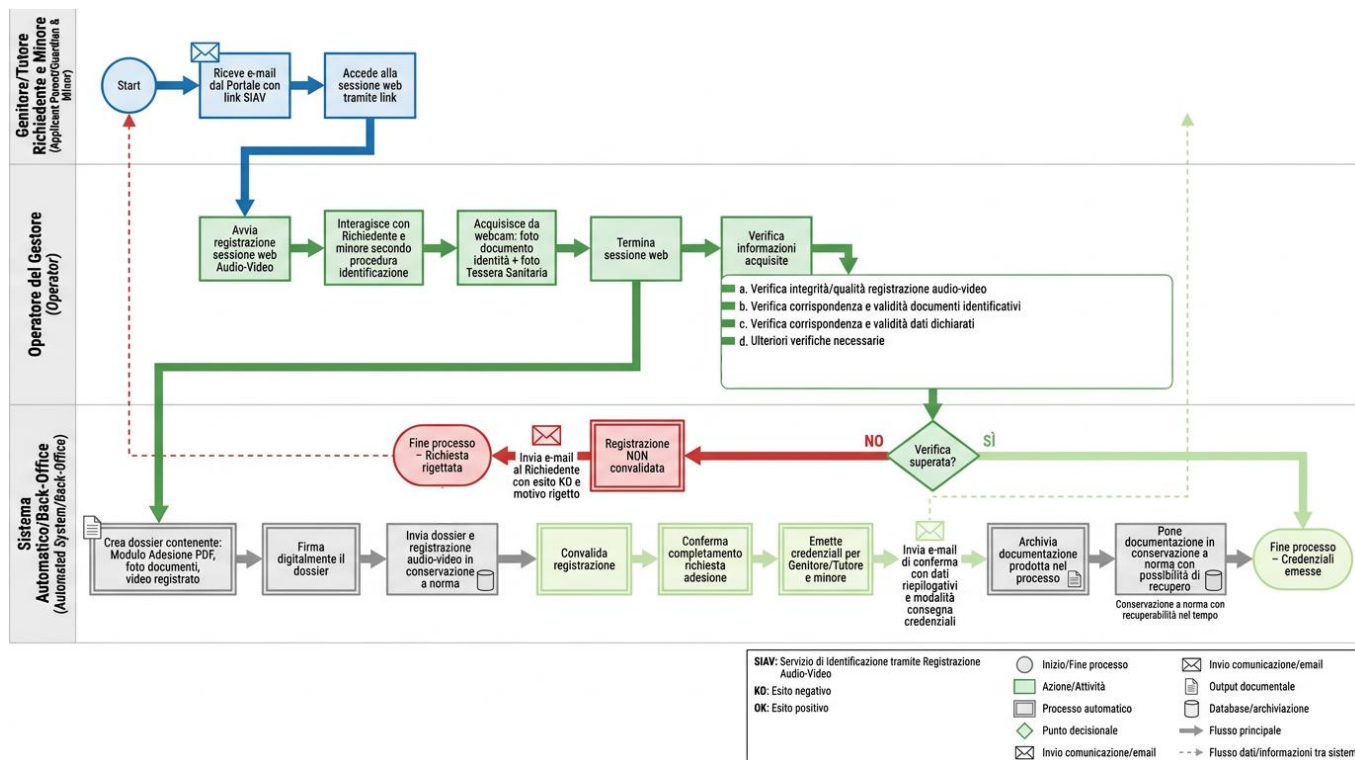 Genitore/Tutore
Richiedente e Minore
(Applicant Parent/Guardian &
Minor)
Start
Riceve e-mail
dal Portale con
link SIAV
Accede alla
sessione web
tramite link
Operatore del Gestore
(Operator)
Avvia
registrazione
sessione web
Audio-Video
Interagisce con
Richiedente e
minore secondo
procedura
identificazione
Acquisisce da
webcam: foto
documento
identità + foto
Tessera Sanitaria
Termina
sessione web
Verifica
informazioni
acquisite
a. Verifica integrità/qualità registrazione audio-video
b. Verifica corrispondenza e validità documenti identificativi
c. Verifica corrispondenza e validità dati dichiarati
d. Ulteriori verifiche necessarie
Sistema
Automatico/Back-Office
(Automated System//Back-Office)
Fine processo
– Richiesta
rigettata
Invia e-mail
al Richiedente
con esito KO e
motivo rigetto
Registrazione
NON
convalidata
NO
Verifica
superata?
SÌ
Crea dossier contenente:
Modulo Adesione PDF,
foto documenti,
video registrato
Firma
digitalmente il
dossier
Invia dossier e
registrazione
audio-video in
conservazione
a norma
Convalida
registrazione
Conferma
completamento
richiesta
adesione
Emette
credenziali per
Genitore/Tutore
e minore
Invia e-mail
di conferma
con dati
riepilogativi
e modalità
consegna
credenziali
Archivia
documentazione
prodotta nel
processo
Pone
documentazione in
conservazione a
norma con
possibilità di
recupero
Conservazione a norma con
recuperabilità nel tempo
Fine processo
– Credenziali
emesse
SIAV: Servizio di Identificazione tramite Registrazione
Audio-Video
KO: Esito negativo
OK: Esito positivo
Inizio/Fine processo
Azione/Attività
Processo automatico
Punto decisionale
Invio comunicazione/email
Invio comunicazione/email
Output documentale
Database/archiviazione
Flusso principale
Flusso dati/informazioni tra sistem